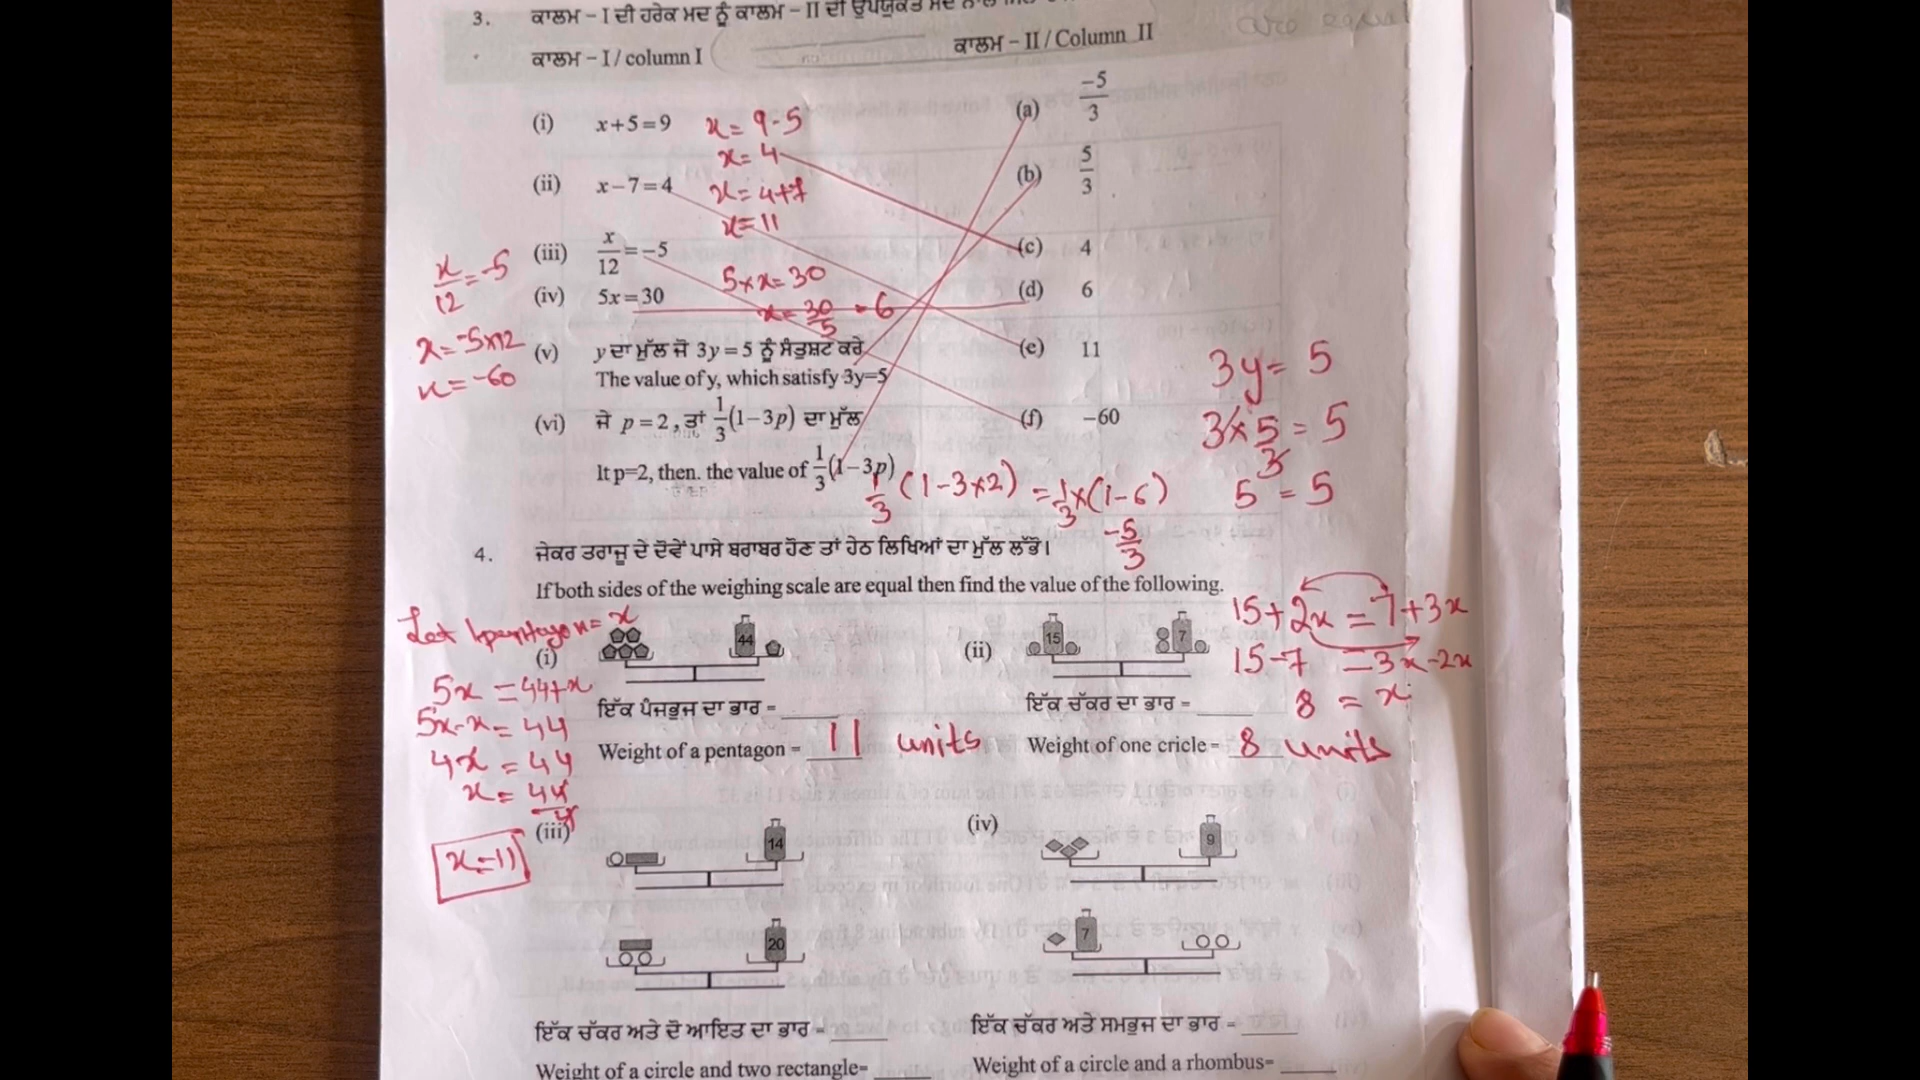 3. ਕਾਲਮ – I ਦੀ ਹਰੇਕ ਮਦ ਨੂੰ ਕਾਲਮ – II ਦੀ ਉਪਯੁਕਤ ਮਦ
ਕਾਲਮ – I / column I ਕਾਲਮ – II / Column II
(i) x+5=9 x = 9-5 (a) -5/3
x = 4
(ii) x−7=4 x = 4+7 (b) 5/3
x = 11
(iii) x/12 = −5 (c) 4
x/12 = -5
5 × x = 30
(iv) 5x = 30 x = 30/5 = 6 (d) 6
x = -5×12
x = -60
(v) y ਦਾ ਮੁੱਲ ਜੋ 3y = 5 ਨੂੰ ਸੰਤੁਸ਼ਟ ਕਰੇ (e) 11
The value of y, which satisfy 3y=5
3y = 5
3 × 5/3 = 5
5 = 5
(vi) ਜੇ p = 2, ਤਾਂ 1/3(1−3p) ਦਾ ਮੁੱਲ (f) −60
It p=2, then. the value of 1/3(1−3p)
1/3 (1-3×2) = 1/3 × (1-6)
-5/3
4. ਜੇਕਰ ਤਰਾਜੂ ਦੇ ਦੋਵੇਂ ਪਾਸੇ ਬਰਾਬਰ ਹੋਣ ਤਾਂ ਹੇਠ ਲਿਖਿਆਂ ਦਾ ਮੁੱਲ ਲੱਭੋ।
If both sides of the weighing scale are equal then find the value of the following.
Let 1 pentagon = x
(i) 44
5x = 44+x
5x-x = 44
4x = 44
x = 44/4
x = 11
ਇੱਕ ਪੰਜਭੁਜ ਦਾ ਭਾਰ =
Weight of a pentagon = 11 units
(ii) 15 7
15+2x = 7+3x
15-7 = 3x-2x
8 = x
ਇੱਕ ਚੱਕਰ ਦਾ ਭਾਰ =
Weight of one cricle = 8 units
(iii) 14
20
ਇੱਕ ਚੱਕਰ ਅਤੇ ਦੋ ਆਇਤ ਦਾ ਭਾਰ =
Weight of a circle and two rectangle=
(iv) 9
7
ਇੱਕ ਚੱਕਰ ਅਤੇ ਸਮਭੁਜ ਦਾ ਭਾਰ =
Weight of a circle and a rhombus=